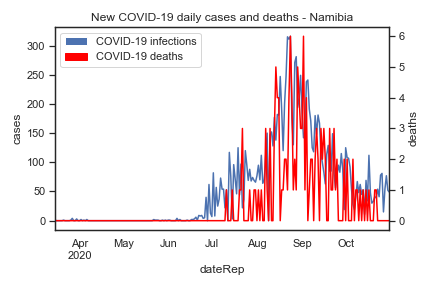 New COVID-19 daily cases and deaths - Namibia
COVID-19 infections
COVID-19 deaths
300
250
200
150
100
50
0
cases
6
5
4
3
2
1
0
deaths
Apr May Jun Jul Aug Sep Oct
2020
dateRep